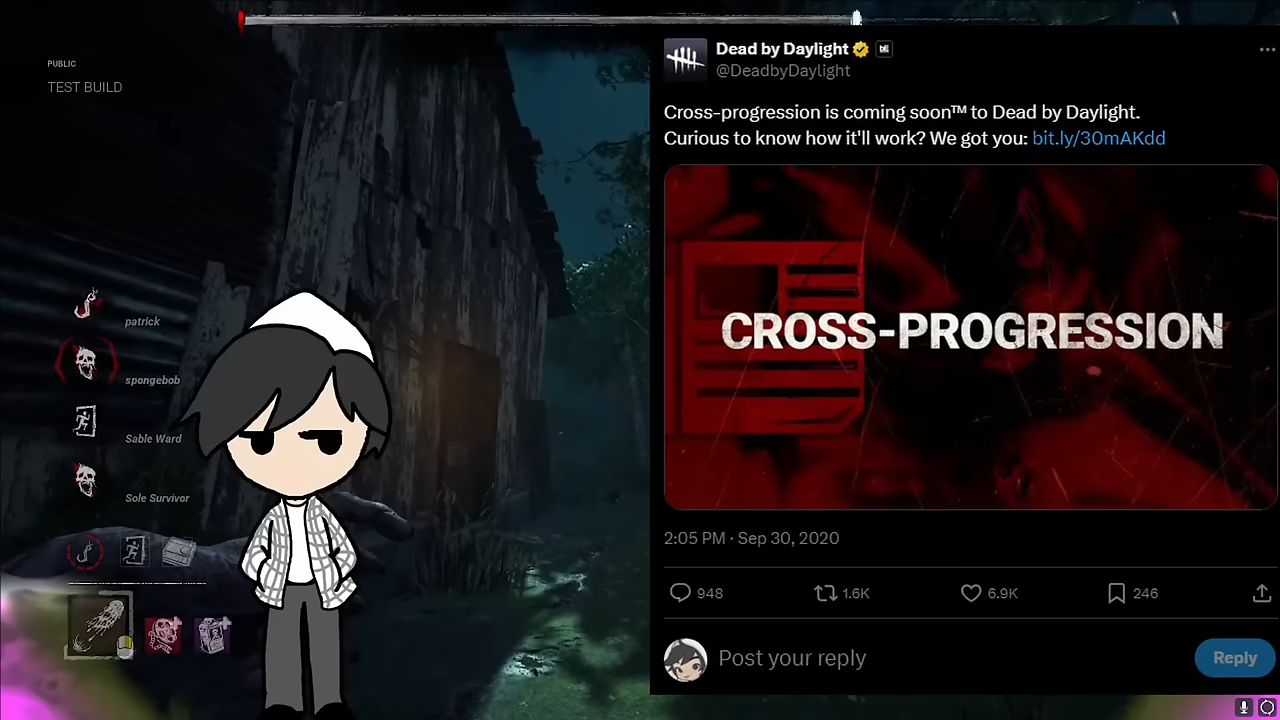 PUBLIC
TEST BUILD
patrick
spongebob
Sable Ward
Sole Survivor
Dead by Daylight
@DeadbyDaylight
Cross-progression is coming soon™ to Dead by Daylight.
Curious to know how it'll work? We got you: bit.ly/30mAKdd
CROSS-PROGRESSION
2:05 PM · Sep 30, 2020
948 1.6K 6.9K 246
Post your reply
Reply